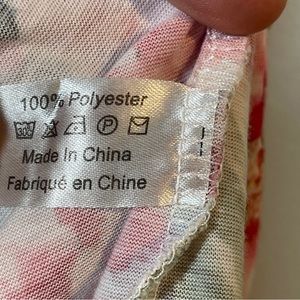 100% Polyester
Made In China
Fabriqué en Chine